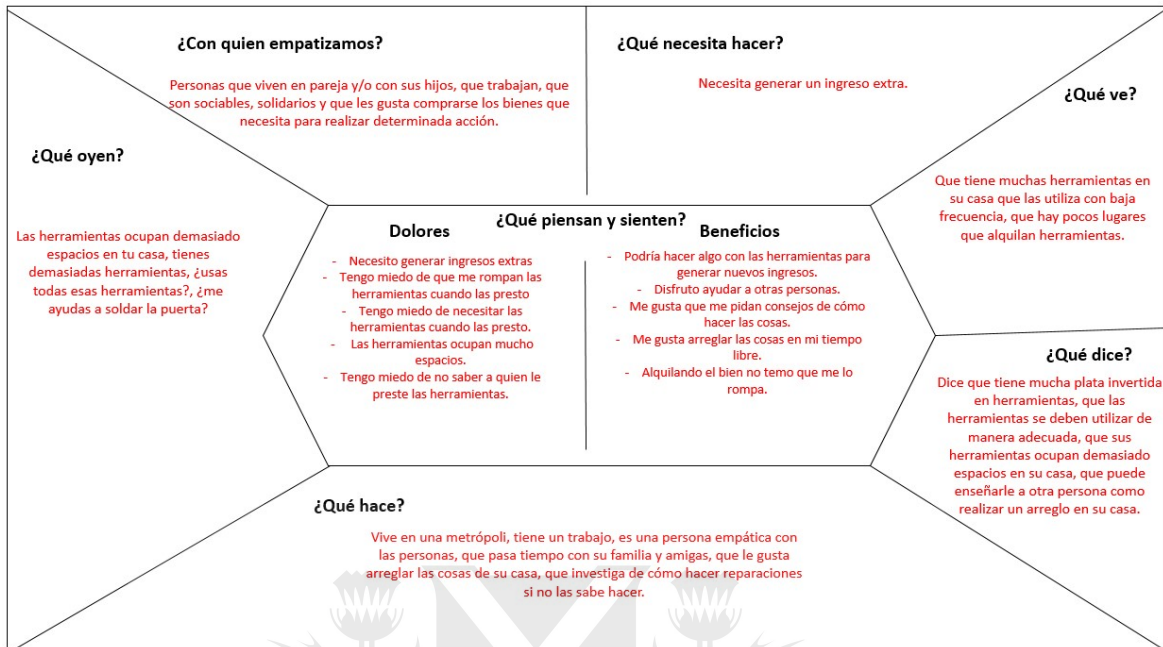 ¿Con quien empatizamos?
Personas que viven en pareja y/o con sus hijos, que trabajan, que
son sociables, solidarios y que les gusta comprarse los bienes que
necesita para realizar determinada acción.
¿Qué necesita hacer?
Necesita generar un ingreso extra.
¿Qué ve?
Que tiene muchas herramientas en
su casa que las utiliza con baja
frecuencia, que hay pocos lugares
que alquilan herramientas.
¿Qué oyen?
Las herramientas ocupan demasiado
espacios en tu casa, tienes
demasiadas herramientas, ¿usas
todas esas herramientas?, ¿me
ayudas a soldar la puerta?
¿Qué piensan y sienten?
Dolores
- Necesito generar ingresos extras
- Tengo miedo de que me rompan las
herramientas cuando las presto
- Tengo miedo de necesitar las
herramientas cuando las presto.
- Las herramientas ocupan mucho
espacios.
- Tengo miedo de no saber a quien le
preste las herramientas.
Beneficios
- Podría hacer algo con las herramientas para
generar nuevos ingresos.
- Disfruto ayudar a otras personas.
- Me gusta que me pidan consejos de cómo
hacer las cosas.
- Me gusta arreglar las cosas en mi tiempo
libre.
- Alquilando el bien no temo que me lo
rompa.
¿Qué dice?
Dice que tiene mucha plata invertida
en herramientas, que las
herramientas se deben utilizar de
manera adecuada, que sus
herramientas ocupan demasiado
espacios en su casa, que puede
enseñarle a otra persona como
realizar un arreglo en su casa.
¿Qué hace?
Vive en una metrópoli, tiene un trabajo, es una persona empática con
las personas, que pasa tiempo con su familia y amigas, que le gusta
arreglar las cosas de su casa, que investiga de cómo hacer reparaciones
si no las sabe hacer.